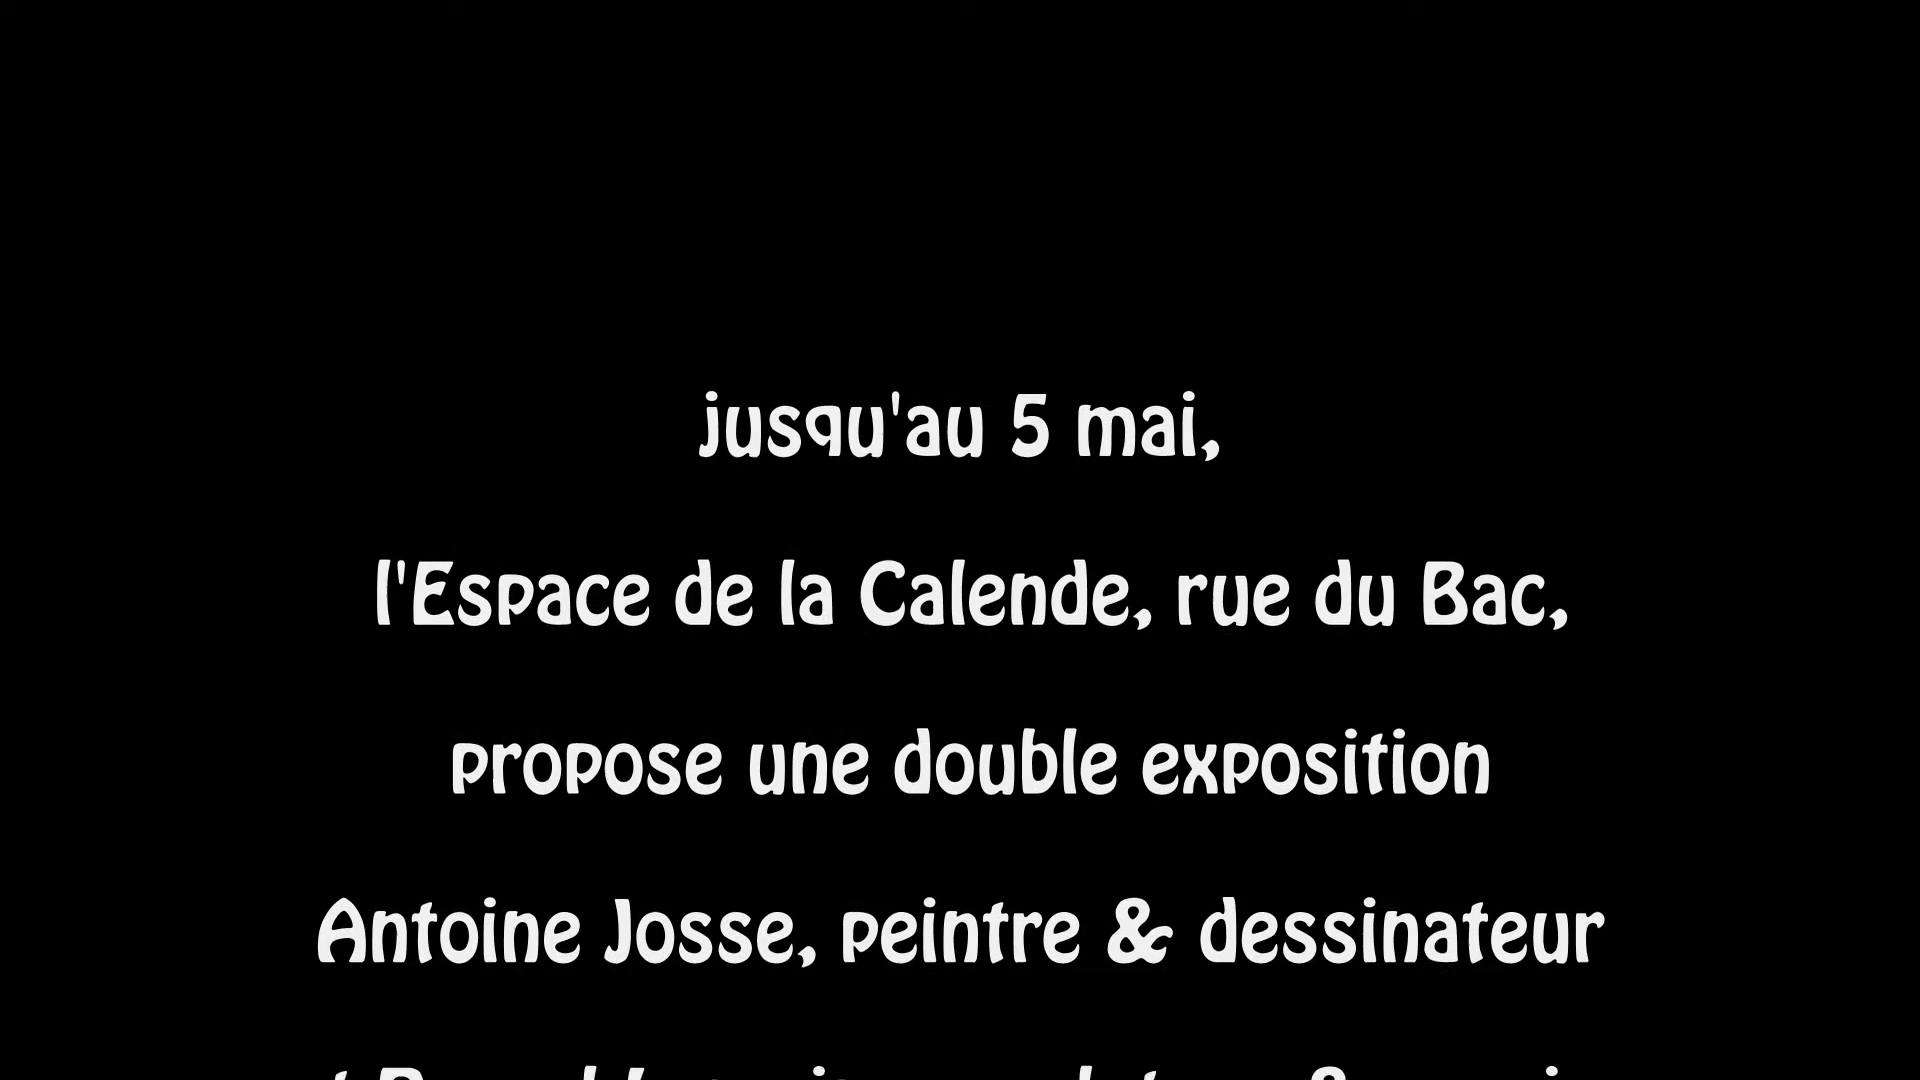 jusqu'au 5 mai,
l'Espace de la Calende, rue du Bac,
propose une double exposition
Antoine Josse, peintre & dessinateur